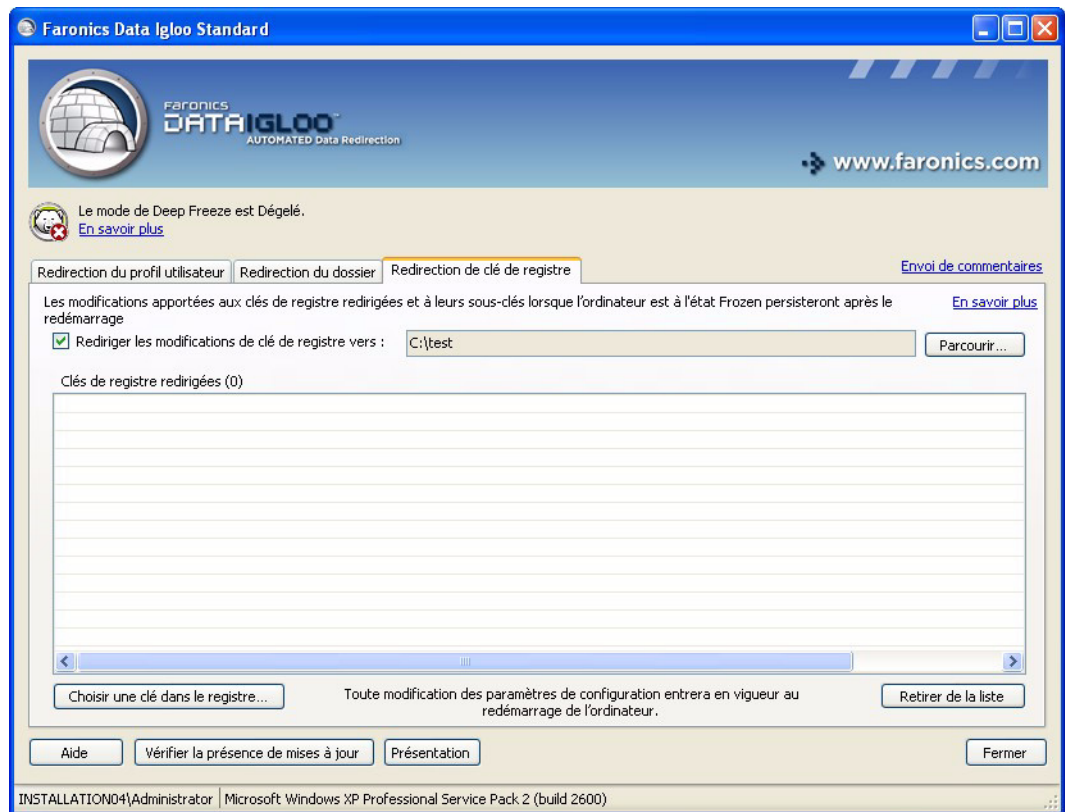 Faronics Data Igloo Standard
Faronics
DATAIGLOO™
AUTOMATED Data Redirection
www.faronics.com
Le mode de Deep Freeze est Dégelé.
En savoir plus
Redirection du profil utilisateur
Redirection du dossier
Redirection de clé de registre
Envoi de commentaires
Les modifications apportées aux clés de registre redirigées et à leurs sous-clés lorsque l'ordinateur est à l'état Frozen persisteront après le
redémarrage
En savoir plus
Rediriger les modifications de clé de registre vers :
C:\test
Parcourir...
Clés de registre redirigées (0)
Choisir une clé dans le registre...
Toute modification des paramètres de configuration entrera en vigueur au
redémarrage de l'ordinateur.
Retirer de la liste
Aide
Vérifier la présence de mises à jour
Présentation
Fermer
INSTALLATION04\Administrator
Microsoft Windows XP Professional Service Pack 2 (build 2600)